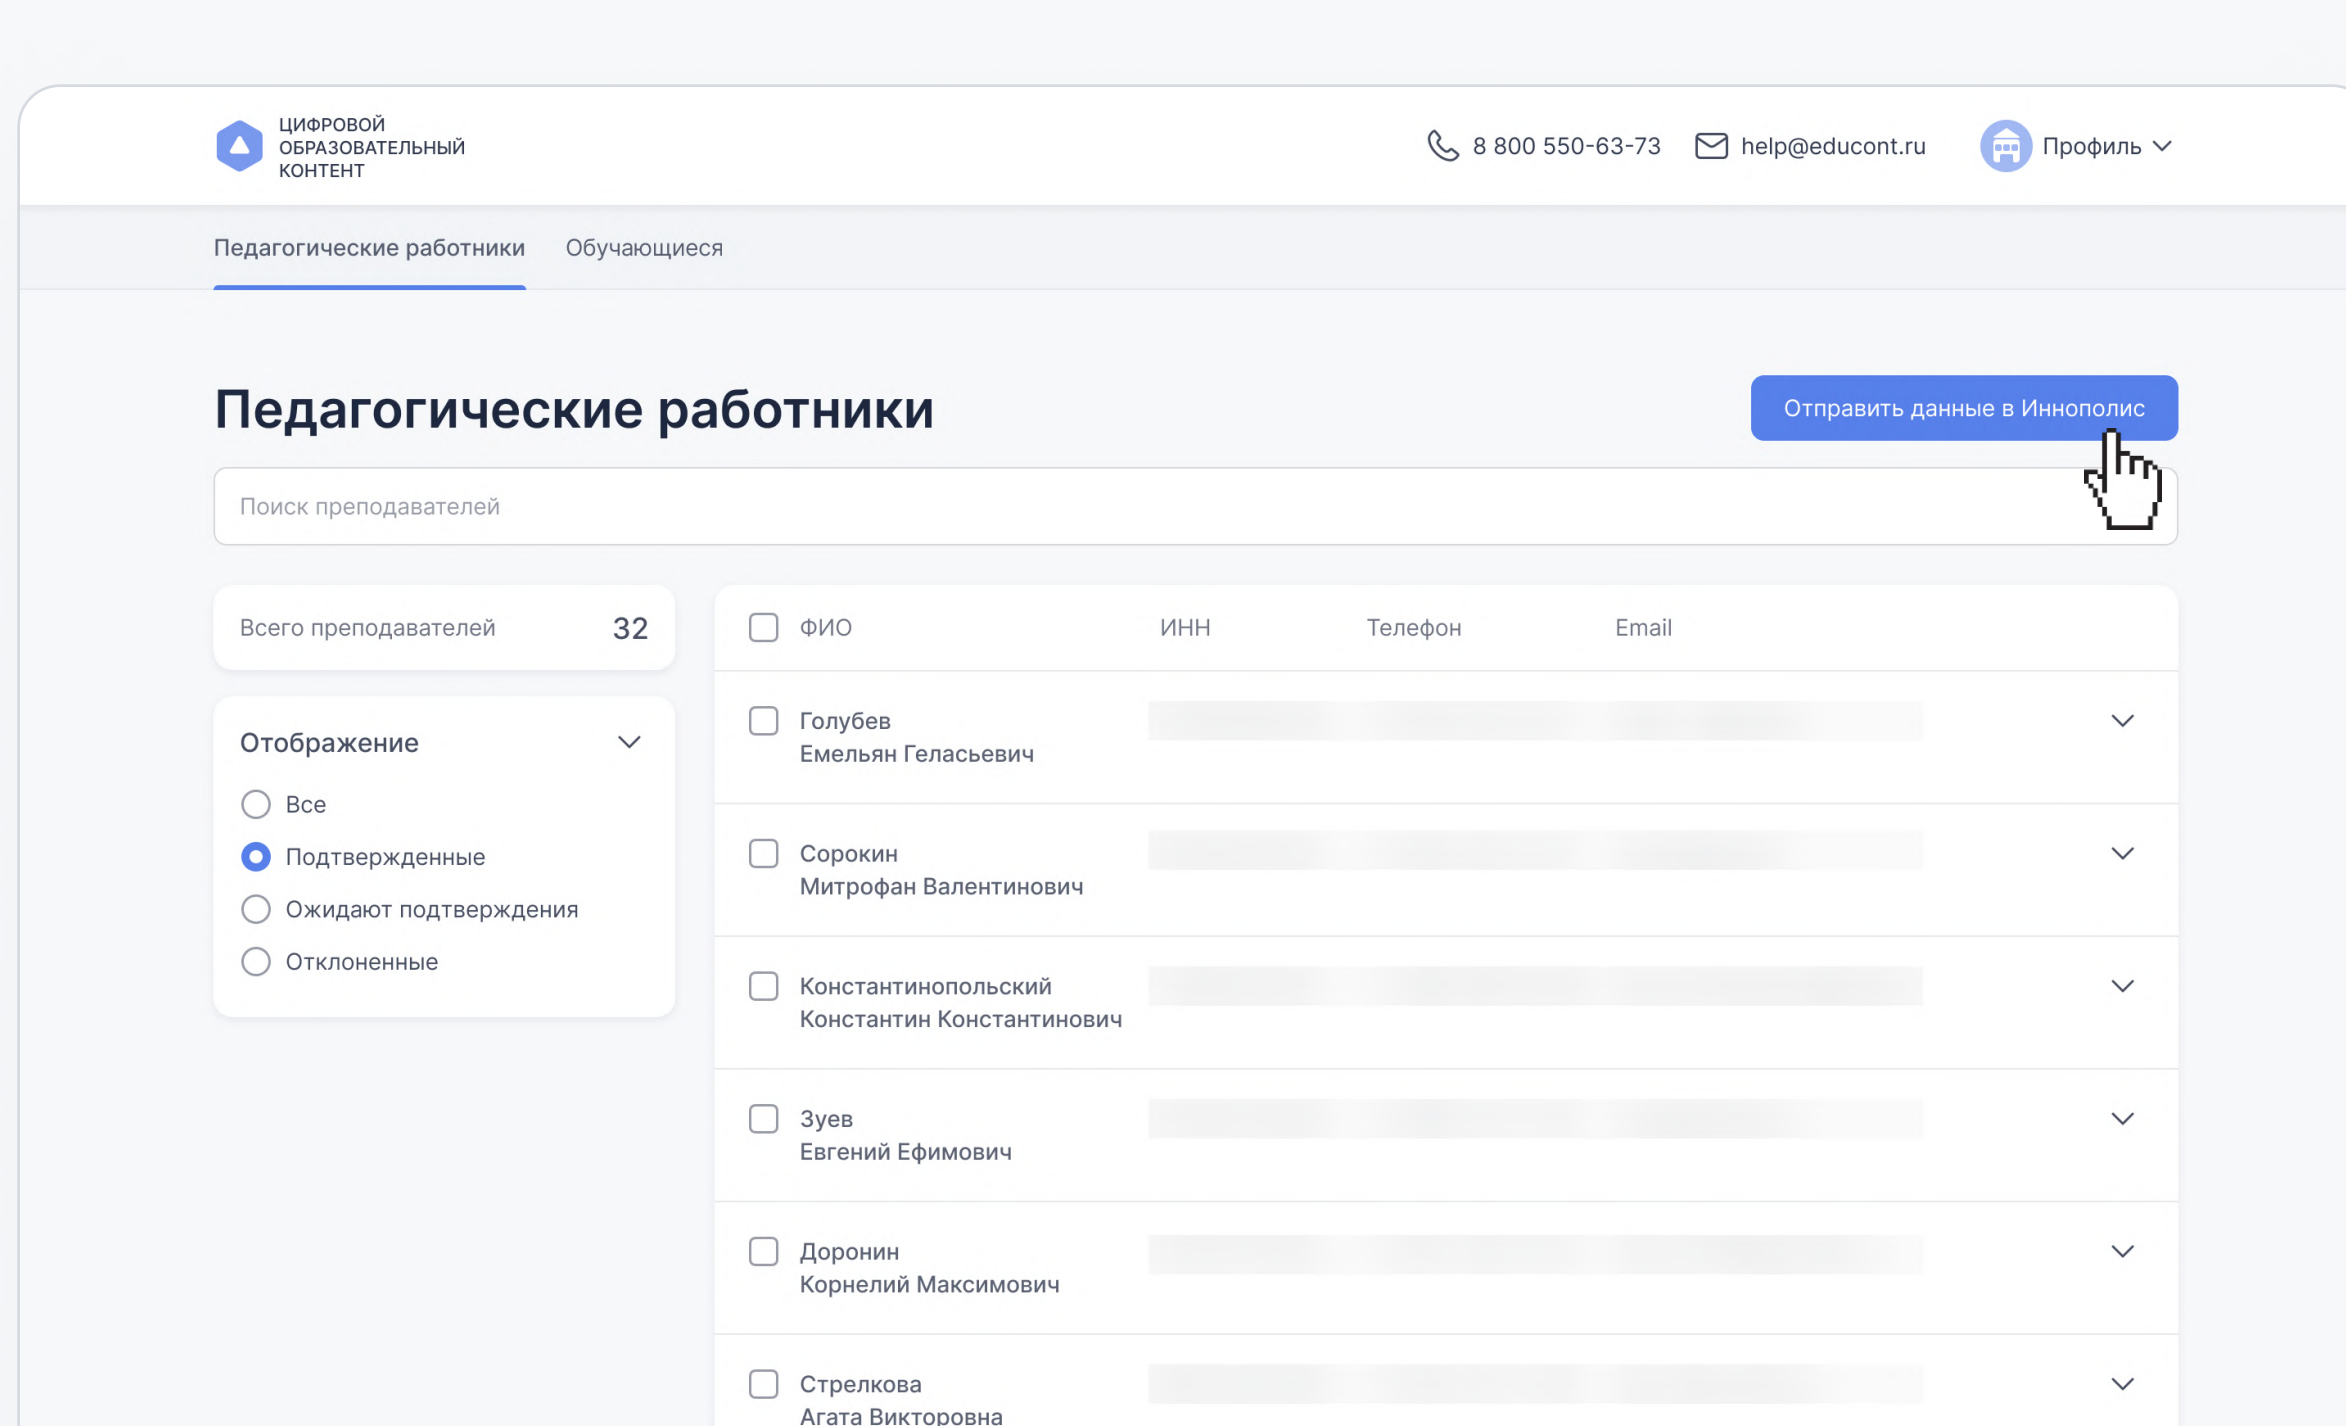 ЦИФРОВОЙ
ОБРАЗОВАТЕЛЬНЫЙ
КОНТЕНТ
8 800 550-63-73
help@educont.ru
Профиль
Педагогические работники
Обучающиеся
Педагогические работники
Отправить данные в Иннополис
Поиск преподавателей
Всего преподавателей 32
Отображение
Все
Подтвержденные
Ожидают подтверждения
Отклоненные
ФИО ИНН Телефон Email
Голубев
Емельян Геласьевич
Сорокин
Митрофан Валентинович
Константинопольский
Константин Константинович
Зуев
Евгений Ефимович
Доронин
Корнелий Максимович
Стрелкова
Агата Викторовна